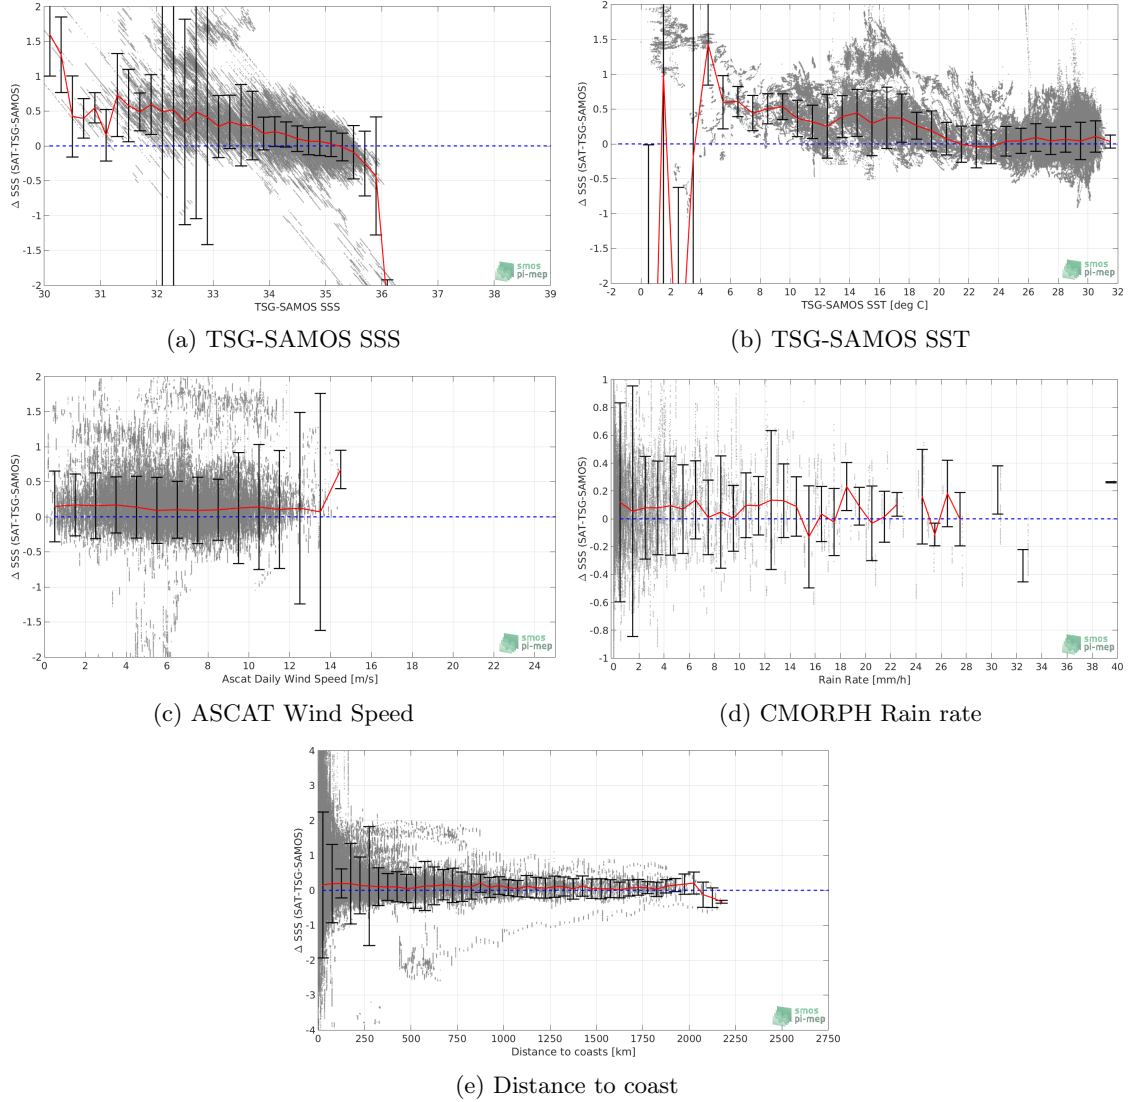 2
1.5
1
0.5
0
-0.5
-1
-1.5
-2
Δ SSS (SAT-TSG-SAMOS)
30 31 32 33 34 35 36 37 38 39
TSG-SAMOS SSS
smos
pi-mep
(a) TSG-SAMOS SSS
2
1.5
1
0.5
0
-0.5
-1
-1.5
-2
Δ SSS (SAT-TSG-SAMOS)
-2 0 2 4 6 8 10 12 14 16 18 20 22 24 26 28 30 32
TSG-SAMOS SST [deg C]
smos
pi-mep
(b) TSG-SAMOS SST
2
1.5
1
0.5
0
-0.5
-1
-1.5
-2
Δ SSS (SAT-TSG-SAMOS)
0 2 4 6 8 10 12 14 16 18 20 22 24
Ascat Daily Wind Speed [m/s]
smos
pi-mep
(c) ASCAT Wind Speed
1
0.8
0.6
0.4
0.2
0
-0.2
-0.4
-0.6
-0.8
-1
Δ SSS (SAT-TSG-SAMOS)
0 2 4 6 8 10 12 14 16 18 20 22 24 26 28 30 32 34 36 38 40
Rain Rate [mm/h]
smos
pi-mep
(d) CMORPH Rain rate
4
3
2
1
0
-1
-2
-3
-4
Δ SSS (SAT-TSG-SAMOS)
0 250 500 750 1000 1250 1500 1750 2000 2250 2500 2750
Distance to coasts [km]
smos
pi-mep
(e) Distance to coast